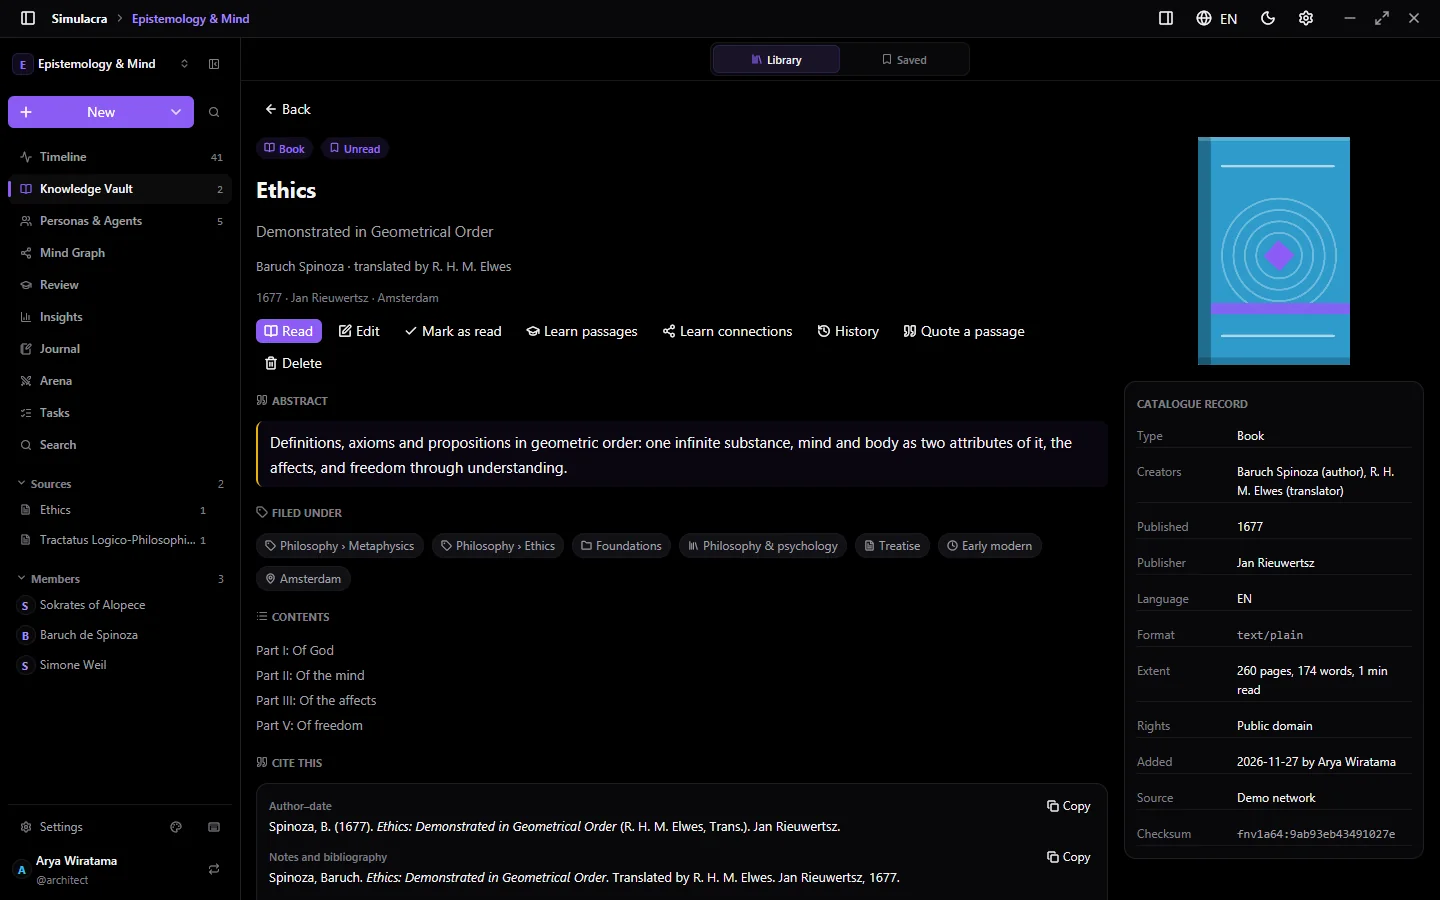 Simulacra
Epistemology & Mind
EN
E
Epistemology & Mind
New
Timeline 41
Knowledge Vault 2
Personas & Agents 5
Mind Graph
Review
Insights
Journal
Arena
Tasks
Search
Sources 2
Ethics 1
Tractatus Logico-Philosophi... 1
Members 3
S Sokrates of Alopece
B Baruch de Spinoza
S Simone Weil
Settings
A
Arya Wiratama
@architect
Library
Saved
Back
Book
Unread
Ethics
Demonstrated in Geometrical Order
Baruch Spinoza · translated by R. H. M. Elwes
1677 · Jan Rieuwertsz · Amsterdam
Read
Edit
Mark as read
Learn passages
Learn connections
History
Quote a passage
Delete
ABSTRACT
Definitions, axioms and propositions in geometric order: one infinite substance, mind and body as two attributes of it, the
affects, and freedom through understanding.
FILED UNDER
Philosophy › Metaphysics
Philosophy › Ethics
Foundations
Philosophy & psychology
Treatise
Early modern
Amsterdam
CONTENTS
Part I: Of God
Part II: Of the mind
Part III: Of the affects
Part V: Of freedom
CITE THIS
Author–date
Copy
Spinoza, B. (1677). Ethics: Demonstrated in Geometrical Order (R. H. M. Elwes, Trans.). Jan Rieuwertsz.
Notes and bibliography
Copy
Spinoza, Baruch. Ethics: Demonstrated in Geometrical Order. Translated by R. H. M. Elwes. Jan Rieuwertsz, 1677.
CATALOGUE RECORD
Type Book
Creators Baruch Spinoza (author), R. H.
M. Elwes (translator)
Published 1677
Publisher Jan Rieuwertsz
Language EN
Format text/plain
Extent 260 pages, 174 words, 1 min
read
Rights Public domain
Added 2026-11-27 by Arya Wiratama
Source Demo network
Checksum fnv1a64:9ab93eb43491027e